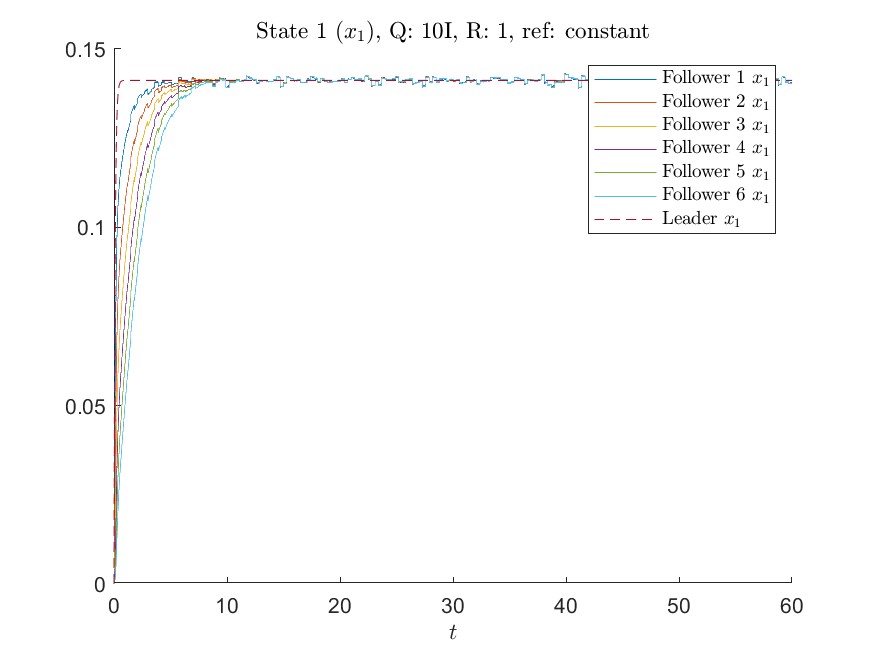 State 1 (x₁), Q: 10I, R: 1, ref: constant
0.15
0.1
0.05
0
Follower 1 x₁
Follower 2 x₁
Follower 3 x₁
Follower 4 x₁
Follower 5 x₁
Follower 6 x₁
Leader x₁
0 10 20 30 40 50 60
t